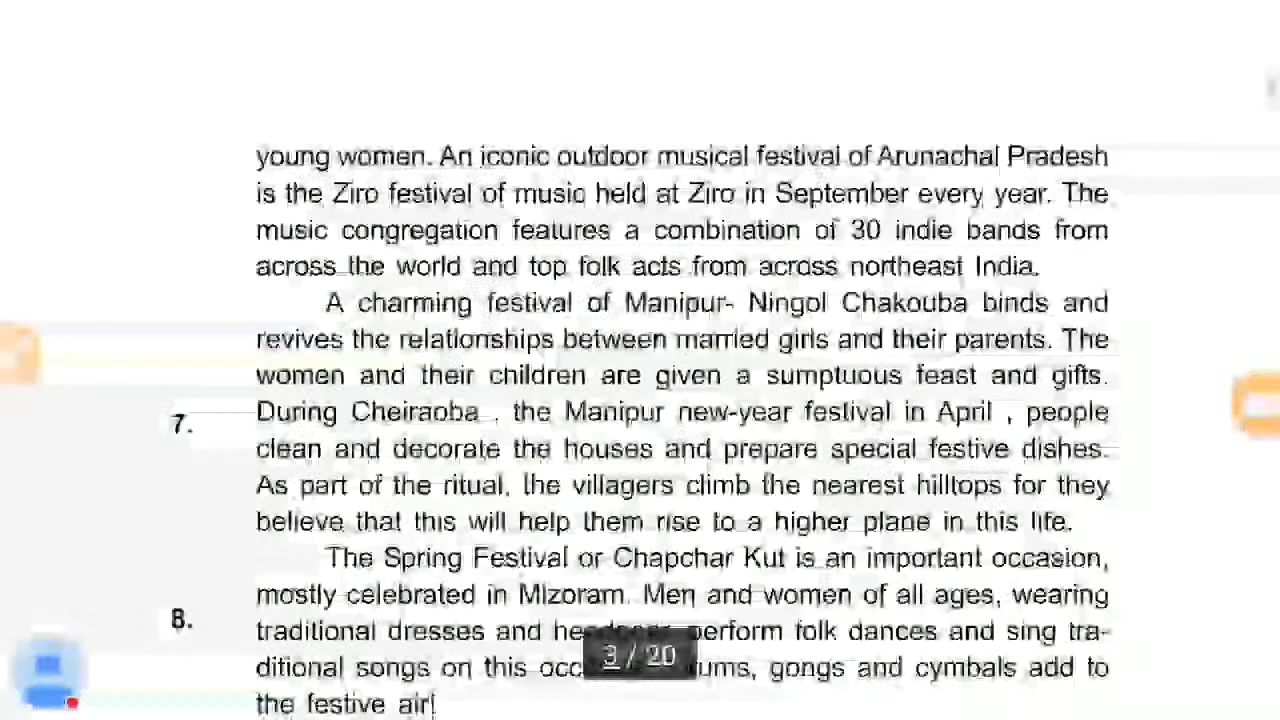 young women. An iconic outdoor musical festival of Arunachal Pradesh
is the Ziro festival of music held at Ziro in September every year. The
music congregation features a combination of 30 indie bands from
across the world and top folk acts from across northeast India.
A charming festival of Manipur- Ningol Chakouba binds and
revives the relationships between married girls and their parents. The
women and their children are given a sumptuous feast and gifts.
7. During Cheiraoba , the Manipur new-year festival in April , people
clean and decorate the houses and prepare special festive dishes.
As part of the ritual, the villagers climb the nearest hilltops for they
believe that this will help them rise to a higher plane in this life.
The Spring Festival or Chapchar Kut is an important occasion,
mostly celebrated in Mizoram. Men and women of all ages, wearing
8. traditional dresses and perform folk dances and sing tra-
ditional songs on this gongs and cymbals add to
the festive air!
3 / 20